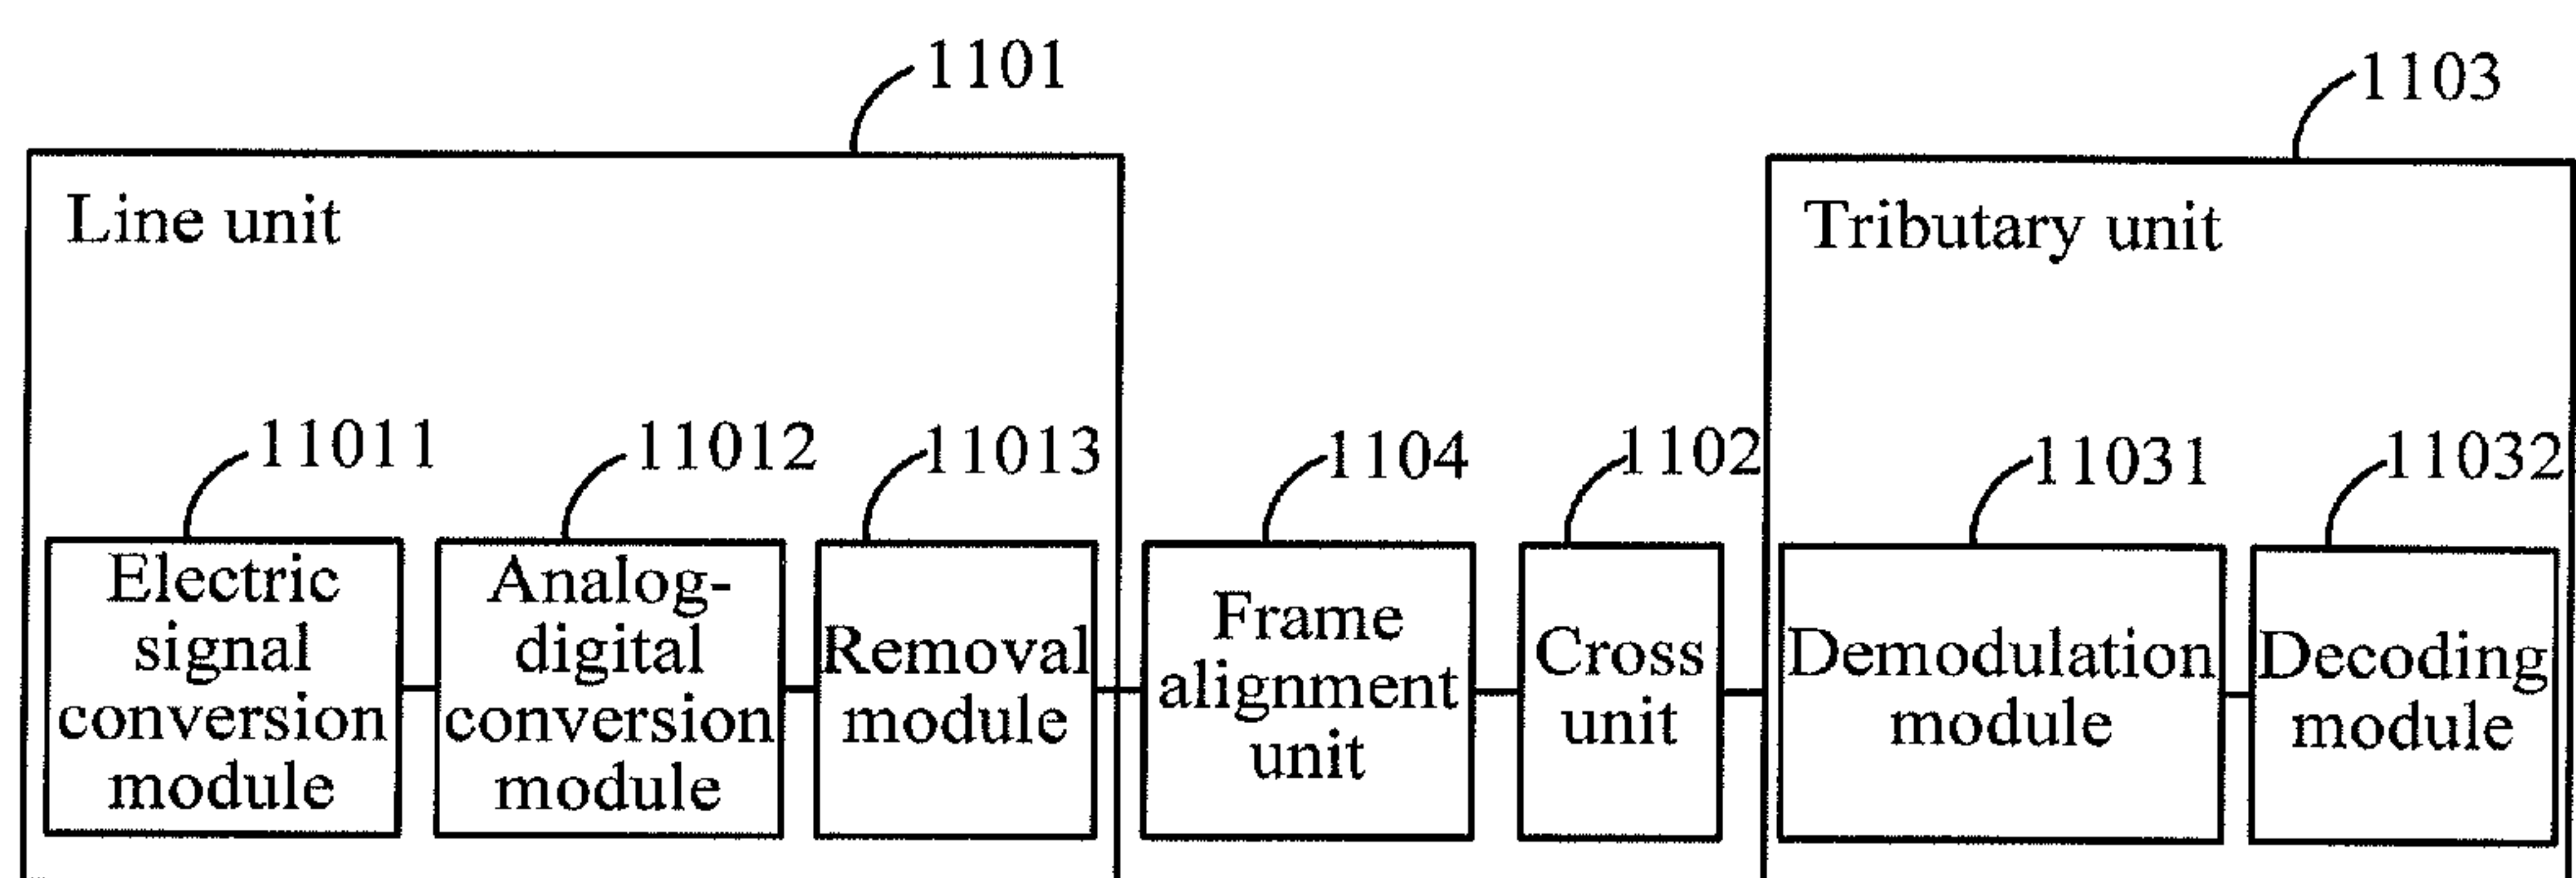 1101
1103
Line unit
Tributary unit
11011
11012
11013
1104
1102
11031
11032
Electric
signal
conversion
module
Analog-
digital
conversion
module
Removal
module
Frame
alignment
unit
Cross
unit
Demodulation
module
Decoding
module